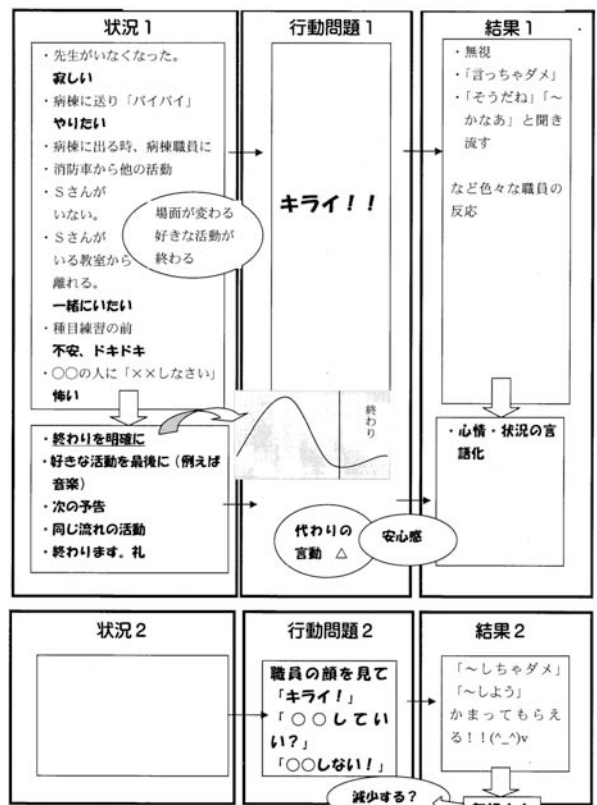 状況1
・先生がいなくなった。
寂しい
・病棟に送り「バイバイ」
やりたい
・病棟に出る時、病棟職員に
・消防車から他の活動
・Sさんが
いない。
・Sさんが
いる教室から
離れる。
一緒にいたい
・種目練習の前
不安、ドキドキ
・〇〇の人に「××しなさい」
怖い
場面が変わる
好きな活動が
終わる
・終わりを明確に
・好きな活動を最後に(例えば
音楽)
・次の予告
・同じ流れの活動
・終わります。礼
行動問題1
キライ!!
終わり
代わりの
言動 △
安心感
結果1
・無視
・「言っちゃダメ」
・「そうだね」「〜
かなあ」と聞き
流す
など色々な職員の
反応
・心情・状況の言
語化
状況2
行動問題2
職員の顔を見て
「キライ!」
「〇〇してい
い?」
「〇〇しない!」
減少する?
結果2
「〜しちゃダメ」
「〜しよう」
かまってもらえ
る!!(^_^)v